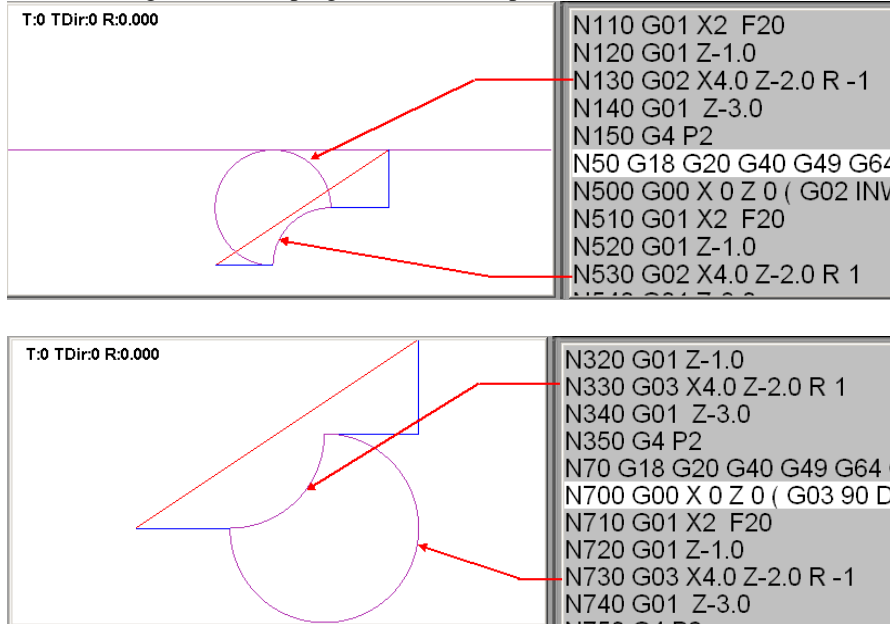 T:0 TDir:0 R:0.000
N110 G01 X2  F20
N120 G01 Z-1.0
N130 G02 X4.0 Z-2.0 R -1
N140 G01  Z-3.0
N150 G4 P2
N50 G18 G20 G40 G49 G64
N500 G00 X 0 Z 0 ( G02 INV
N510 G01 X2  F20
N520 G01 Z-1.0
N530 G02 X4.0 Z-2.0 R 1
T:0 TDir:0 R:0.000
N320 G01 Z-1.0
N330 G03 X4.0 Z-2.0 R 1
N340 G01  Z-3.0
N350 G4 P2
N70 G18 G20 G40 G49 G64
N700 G00 X 0 Z 0 ( G03 90 D
N710 G01 X2  F20
N720 G01 Z-1.0
N730 G03 X4.0 Z-2.0 R -1
N740 G01  Z-3.0